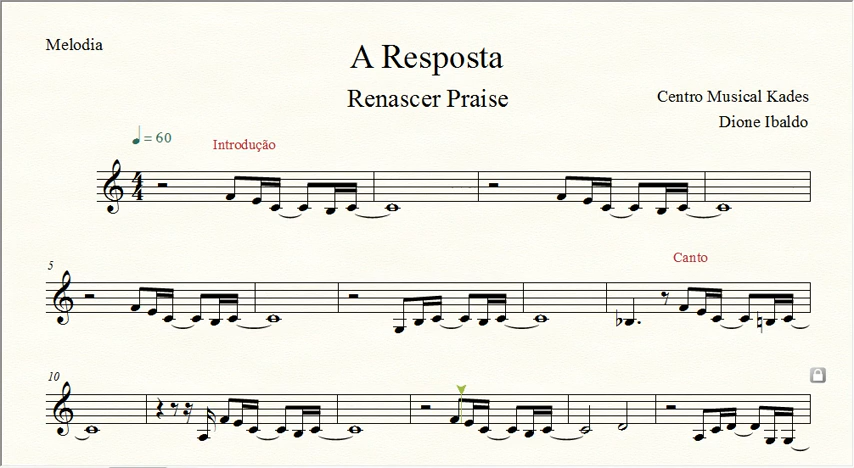 Melodia
A Resposta
Renascer Praise
Centro Musical Kades
Dione Ibaldo
= 60
Introdução
4
4
5
Canto
10